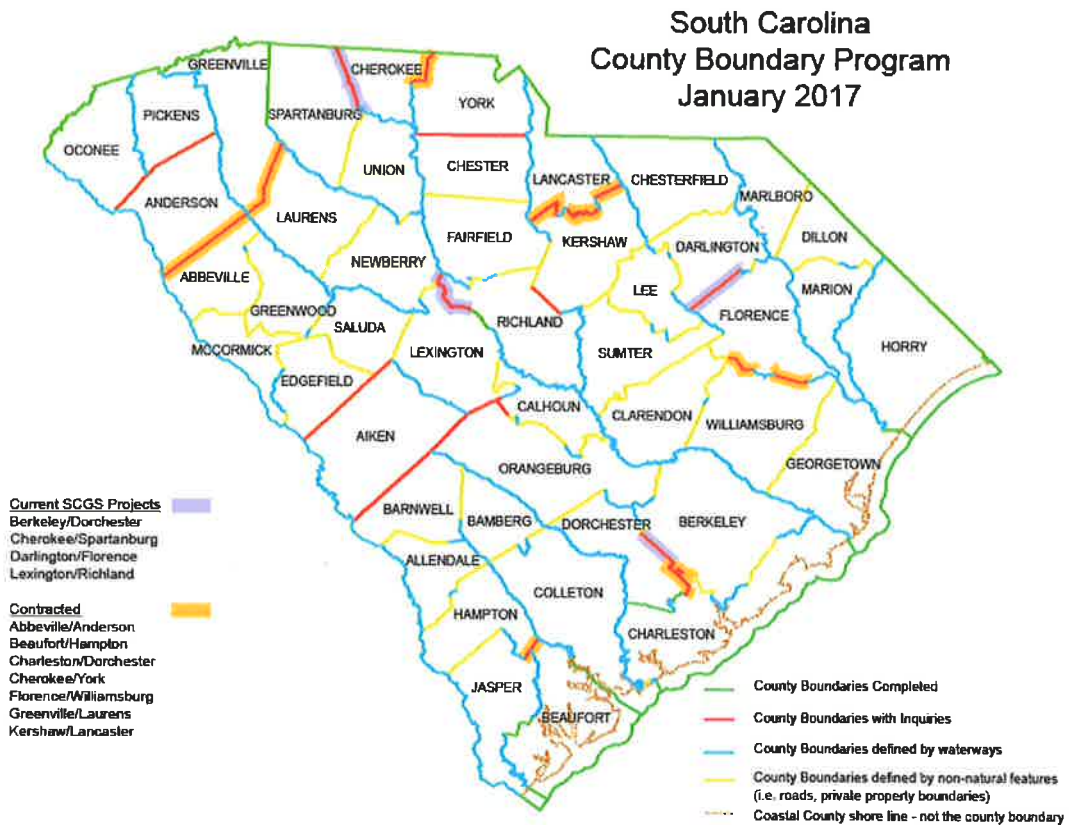 South Carolina
County Boundary Program
January 2017
GREENVILLE
CHEROKEE
PICKENS
SPARTANBURG
YORK
OCONEE
UNION
CHESTER
LANCASTER
CHESTERFIELD
ANDERSON
LAURENS
MARLBORO
FAIRFIELD
KERSHAW
DARLINGTON
DILLON
ABBEVILLE
NEWBERRY
LEE
MARION
GREENWOOD
SALUDA
RICHLAND
FLORENCE
MCCORMICK
LEXINGTON
SUMTER
HORRY
EDGEFIELD
CALHOUN
CLARENDON
WILLIAMSBURG
AIKEN
ORANGEBURG
GEORGETOWN
BARNWELL
BAMBERG
DORCHESTER
BERKELEY
ALLENDALE
COLLETON
HAMPTON
CHARLESTON
JASPER
BEAUFORT
Current SCGS Projects
Berkeley/Dorchester
Cherokee/Spartanburg
Darlington/Florence
Lexington/Richland
Contracted
Abbeville/Anderson
Beaufort/Hampton
Charleston/Dorchester
Cherokee/York
Florence/Williamsburg
Greenville/Laurens
Kershaw/Lancaster
County Boundaries Completed
County Boundaries with Inquiries
County Boundaries defined by waterways
County Boundaries defined by non-natural features
(i.e. roads, private property boundaries)
Coastal County shore line - not the county boundary